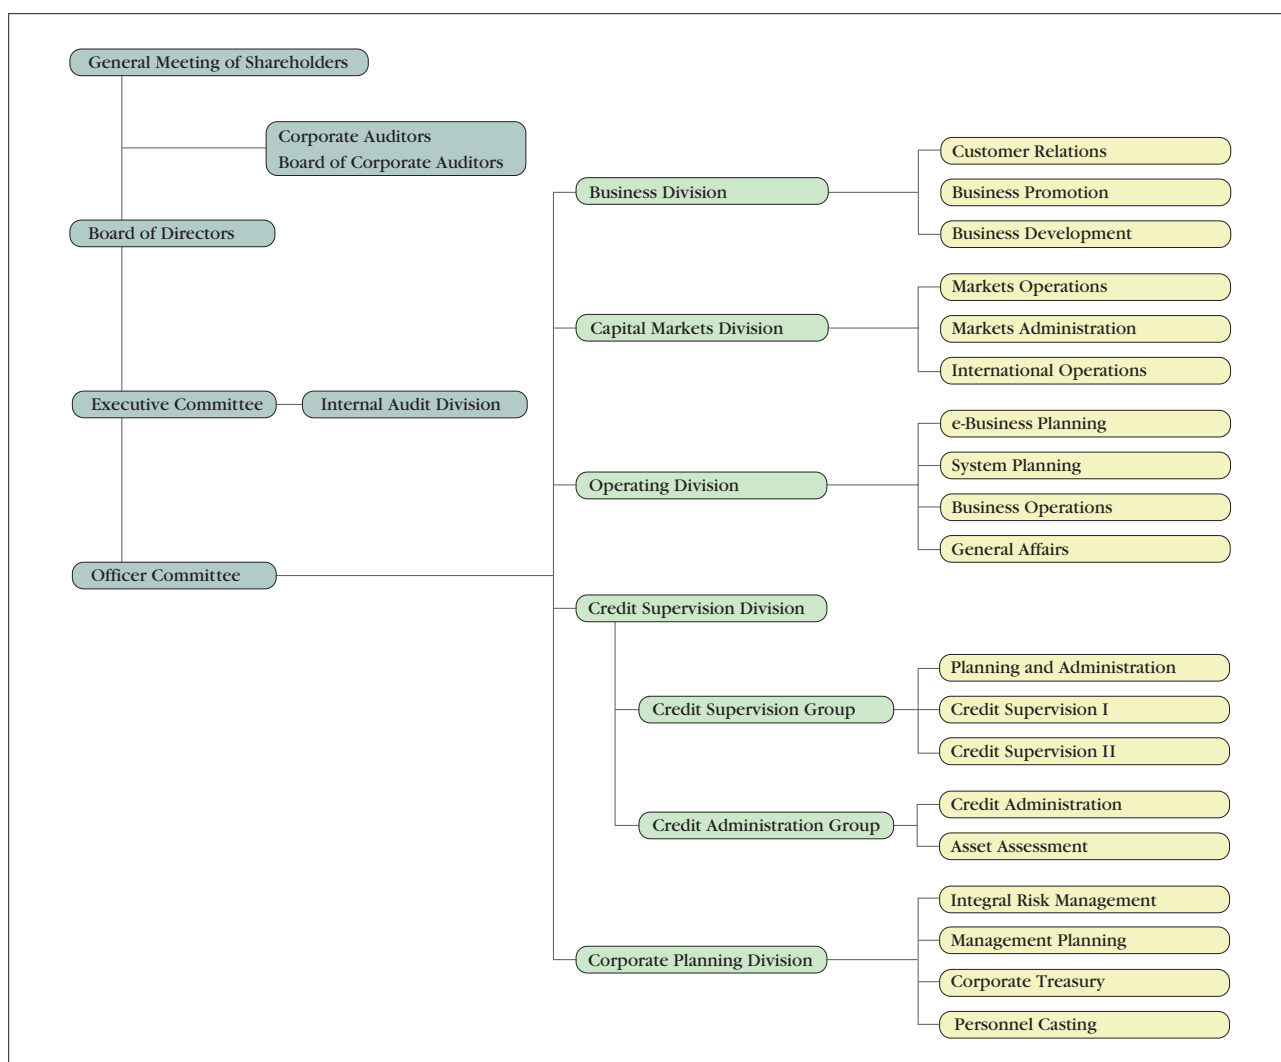 General Meeting of Shareholders
Corporate Auditors
Board of Corporate Auditors
Board of Directors
Executive Committee
Internal Audit Division
Officer Committee
Business Division
Customer Relations
Business Promotion
Business Development
Capital Markets Division
Markets Operations
Markets Administration
International Operations
Operating Division
e-Business Planning
System Planning
Business Operations
General Affairs
Credit Supervision Division
Credit Supervision Group
Planning and Administration
Credit Supervision I
Credit Supervision II
Credit Administration Group
Credit Administration
Asset Assessment
Corporate Planning Division
Integral Risk Management
Management Planning
Corporate Treasury
Personnel Casting